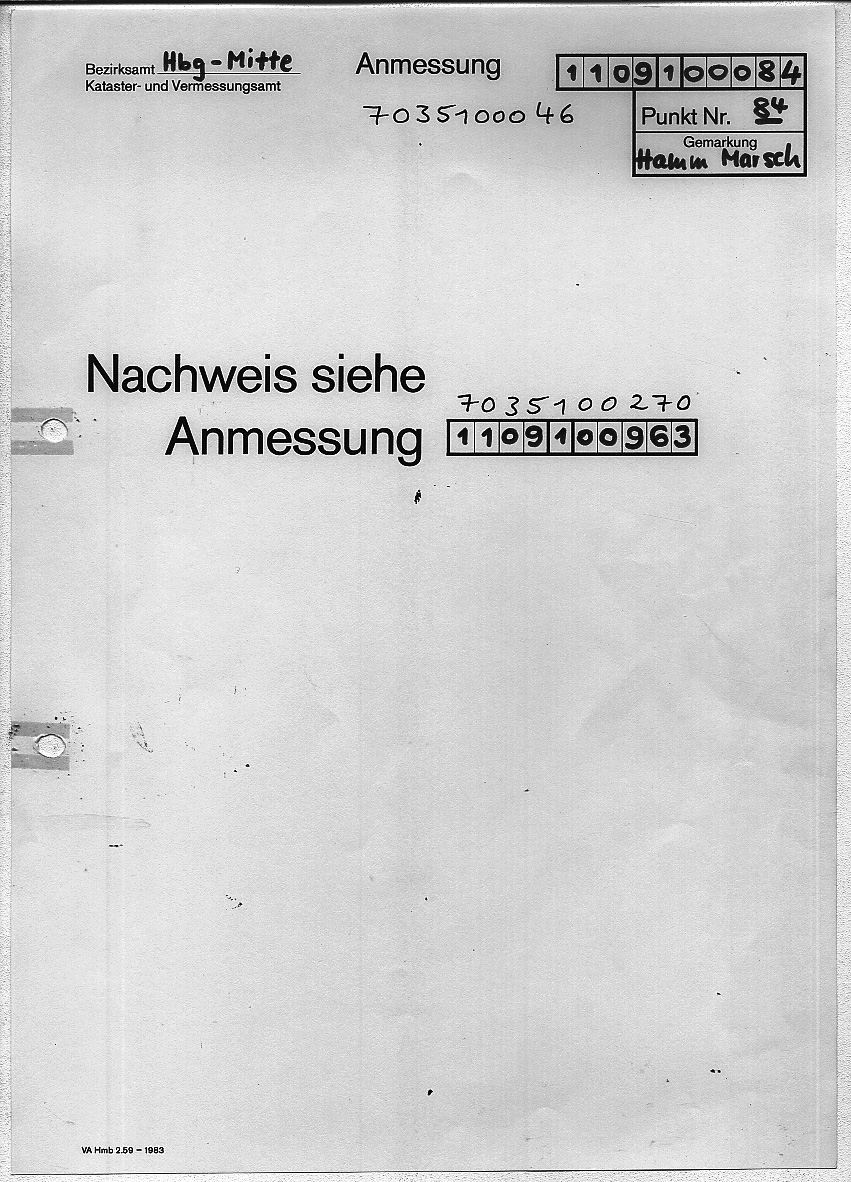 Bezirksamt Hbg-Mitte
Kataster- und Vermessungsamt
Anmessung
1109100084
7035100046
Punkt Nr. 84
Gemarkung
Hamm Marsch
Nachweis siehe
7035100270
Anmessung 1109100963
VA Hmb 2.59 – 1983